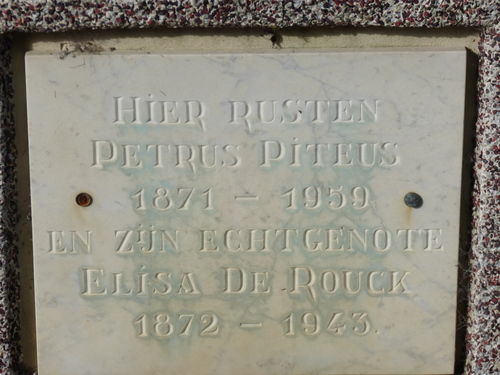 Hier rusten
Petrus Piteus
1871 – 1959
en zijn echtgenote
Elisa De Rouck
1872 – 1943.